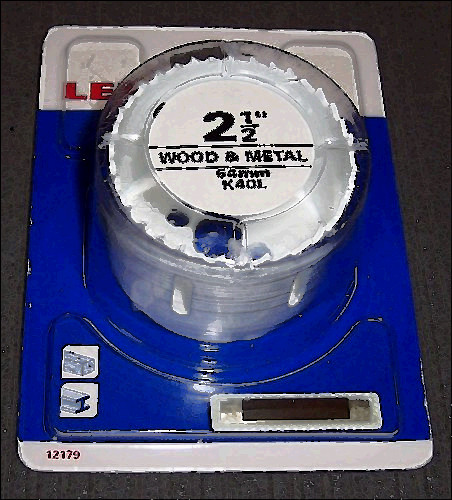 LE
2 1/2"
WOOD & METAL
64mm
K40L
12179